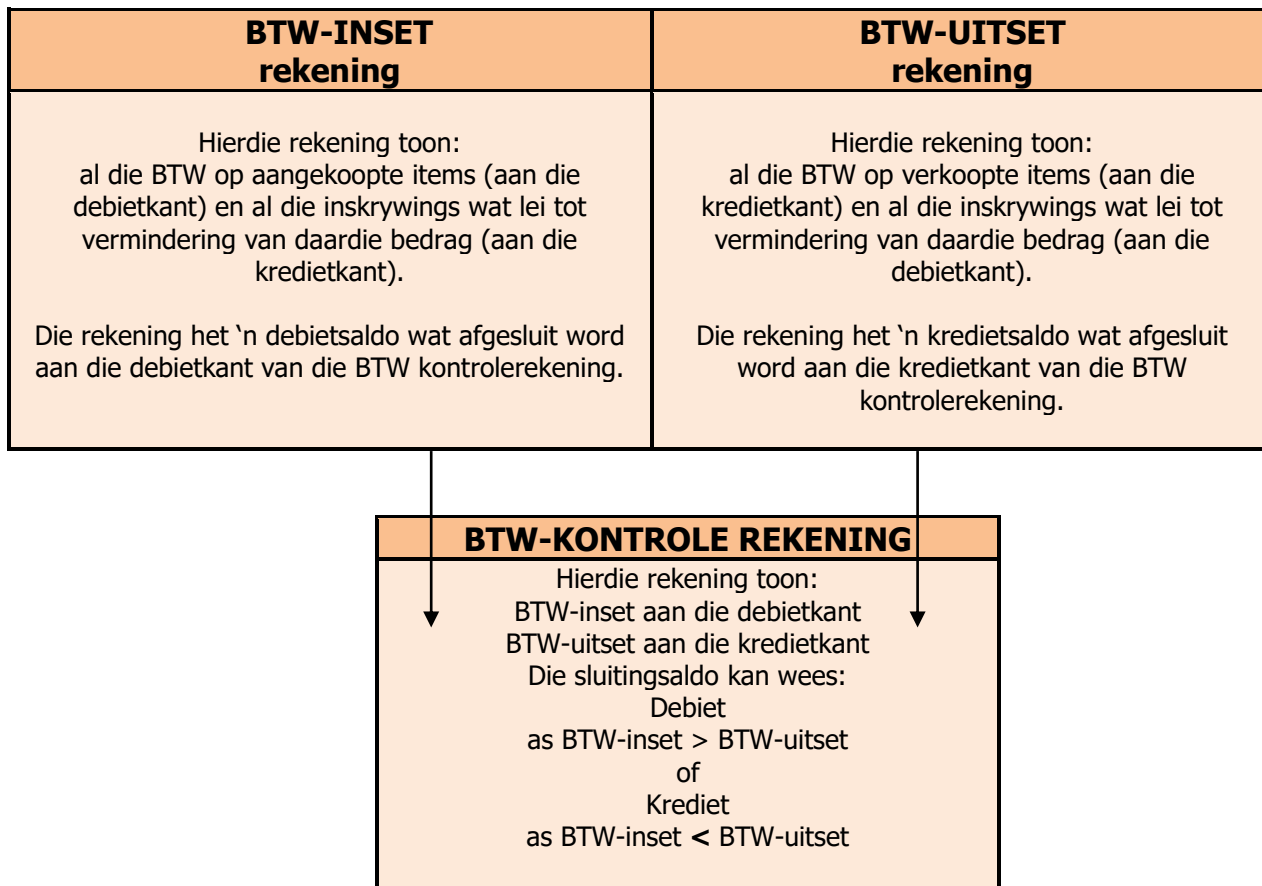 BTW-INSET
rekening
Hierdie rekening toon:
al die BTW op aangekoopte items (aan die
debietkant) en al die inskrywings wat lei tot
vermindering van daardie bedrag (aan die
kredietkant).
Die rekening het ‘n debietsaldo wat afgesluit word
aan die debietkant van die BTW kontrolerekening.
BTW-UITSET
rekening
Hierdie rekening toon:
al die BTW op verkoopte items (aan die
kredietkant) en al die inskrywings wat lei tot
vermindering van daardie bedrag (aan die
debietkant).
Die rekening het ‘n kredietsaldo wat afgesluit
word aan die kredietkant van die BTW
kontrolerekening.
BTW-KONTROLE REKENING
Hierdie rekening toon:
BTW-inset aan die debietkant
BTW-uitset aan die kredietkant
Die sluitingsaldo kan wees:
Debiet
as BTW-inset > BTW-uitset
of
Krediet
as BTW-inset < BTW-uitset